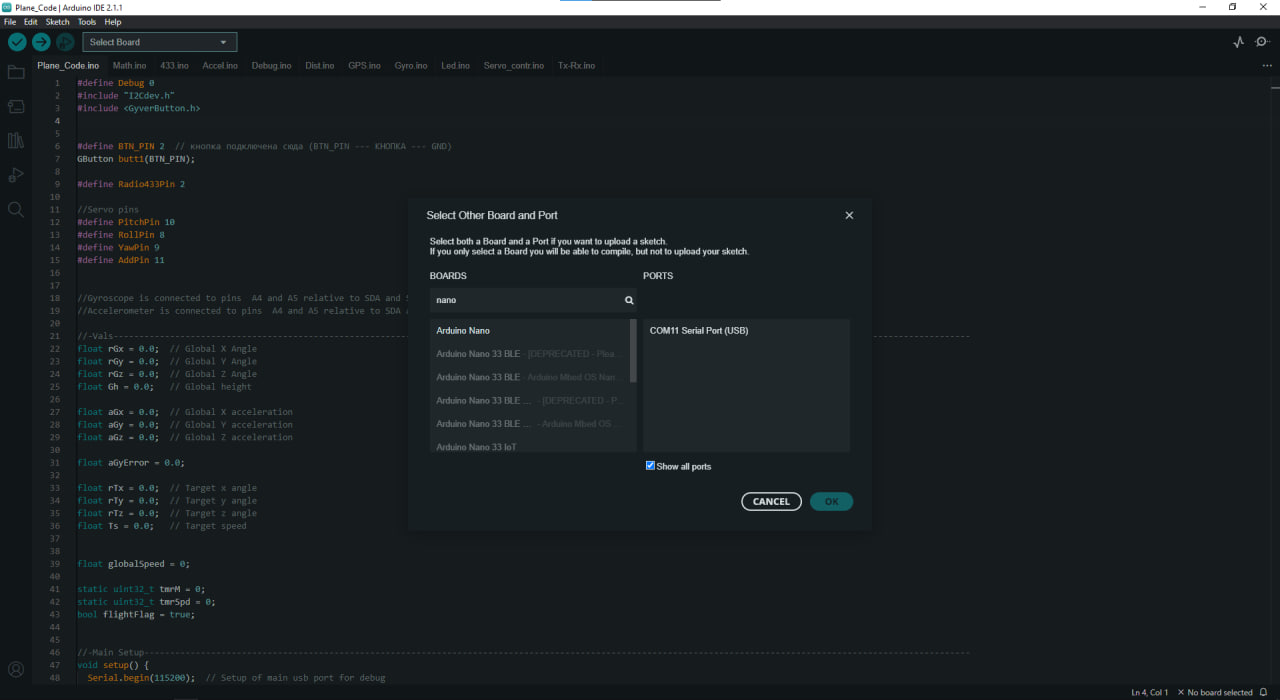 Plane_Code | Arduino IDE 2.1.1
File Edit Sketch Tools Help
Select Board
Plane_Code.ino Math.ino 433.ino Accel.ino Debug.ino Dist.ino GPS.ino Gyro.ino Led.ino Servo_contr.ino Tx-Rx.ino
1 #define Debug 0
2 #include "I2Cdev.h"
3 #include <GyverButton.h>
4
5
6 #define BTN_PIN 2 // кнопка подключена сюда (BTN_PIN --- КНОПКА --- GND)
7 GButton butt1(BTN_PIN);
8
9 #define Radio433Pin 2
10
11 //Servo pins
12 #define PitchPin 10
13 #define RollPin 8
14 #define YawPin 9
15 #define AddPin 11
16
17
18 //Gyroscope is connected to pins A4 and A5 relative to SDA and
19 //Accelerometer is connected to pins A4 and A5 relative to SDA
20
21 //-Vals----------------------------------------------------------------
22 float rGx = 0.0; // Global X Angle
23 float rGy = 0.0; // Global Y Angle
24 float rGz = 0.0; // Global Z Angle
25 float Gh = 0.0; // Global height
26
27 float aGx = 0.0; // Global X acceleration
28 float aGy = 0.0; // Global Y acceleration
29 float aGz = 0.0; // Global Z acceleration
30
31 float aGyError = 0.0;
32
33 float rTx = 0.0; // Target x angle
34 float rTy = 0.0; // Target y angle
35 float rTz = 0.0; // Target z angle
36 float Ts = 0.0; // Target speed
37
38
39 float globalSpeed = 0;
40
41 static uint32_t tmrM = 0;
42 static uint32_t tmrSpd = 0;
43 bool flightFlag = true;
44
45
46 //-Main Setup----------------------------------------------------------------
47 void setup() {
48 Serial.begin(115200); // Setup of main usb port for debug
Select Other Board and Port
Select both a Board and a Port if you want to upload a sketch.
If you only select a Board you will be able to compile, but not to upload your sketch.
BOARDS
nano
Arduino Nano
Arduino Nano 33 BLE - [DEPRECATED - Plea...
Arduino Nano 33 BLE - Arduino Mbed OS Nan...
Arduino Nano 33 BLE ... - [DEPRECATED - P...
Arduino Nano 33 BLE ... - Arduino Mbed OS ...
Arduino Nano 33 IoT
PORTS
COM11 Serial Port (USB)
Show all ports
CANCEL OK
Ln 4, Col 1 No board selected